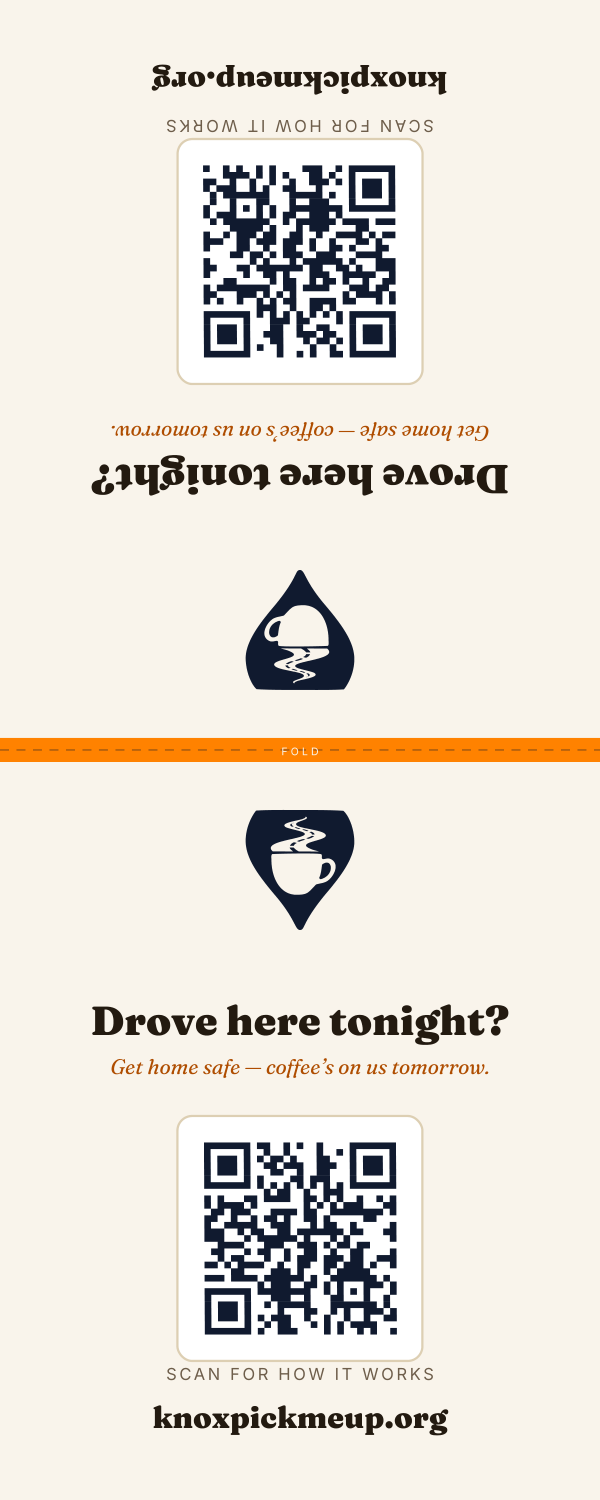 knoxpickmeup.org
SCAN FOR HOW IT WORKS
Get home safe — coffee’s on us tomorrow.
Drove here tonight?
FOLD
Drove here tonight?
Get home safe — coffee’s on us tomorrow.
SCAN FOR HOW IT WORKS
knoxpickmeup.org